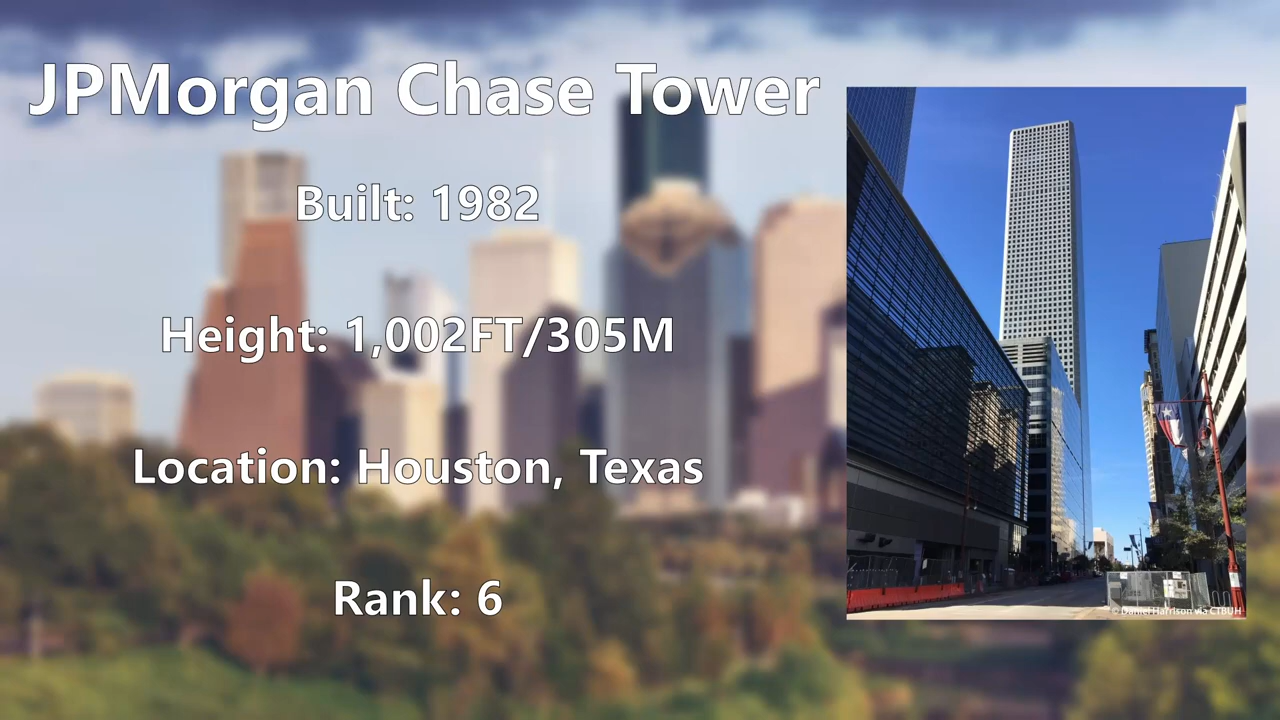 JPMorgan Chase Tower
Built: 1982
Height: 1,002FT/305M
Location: Houston, Texas
Rank: 6
© Daniel Harrison via CTBUH